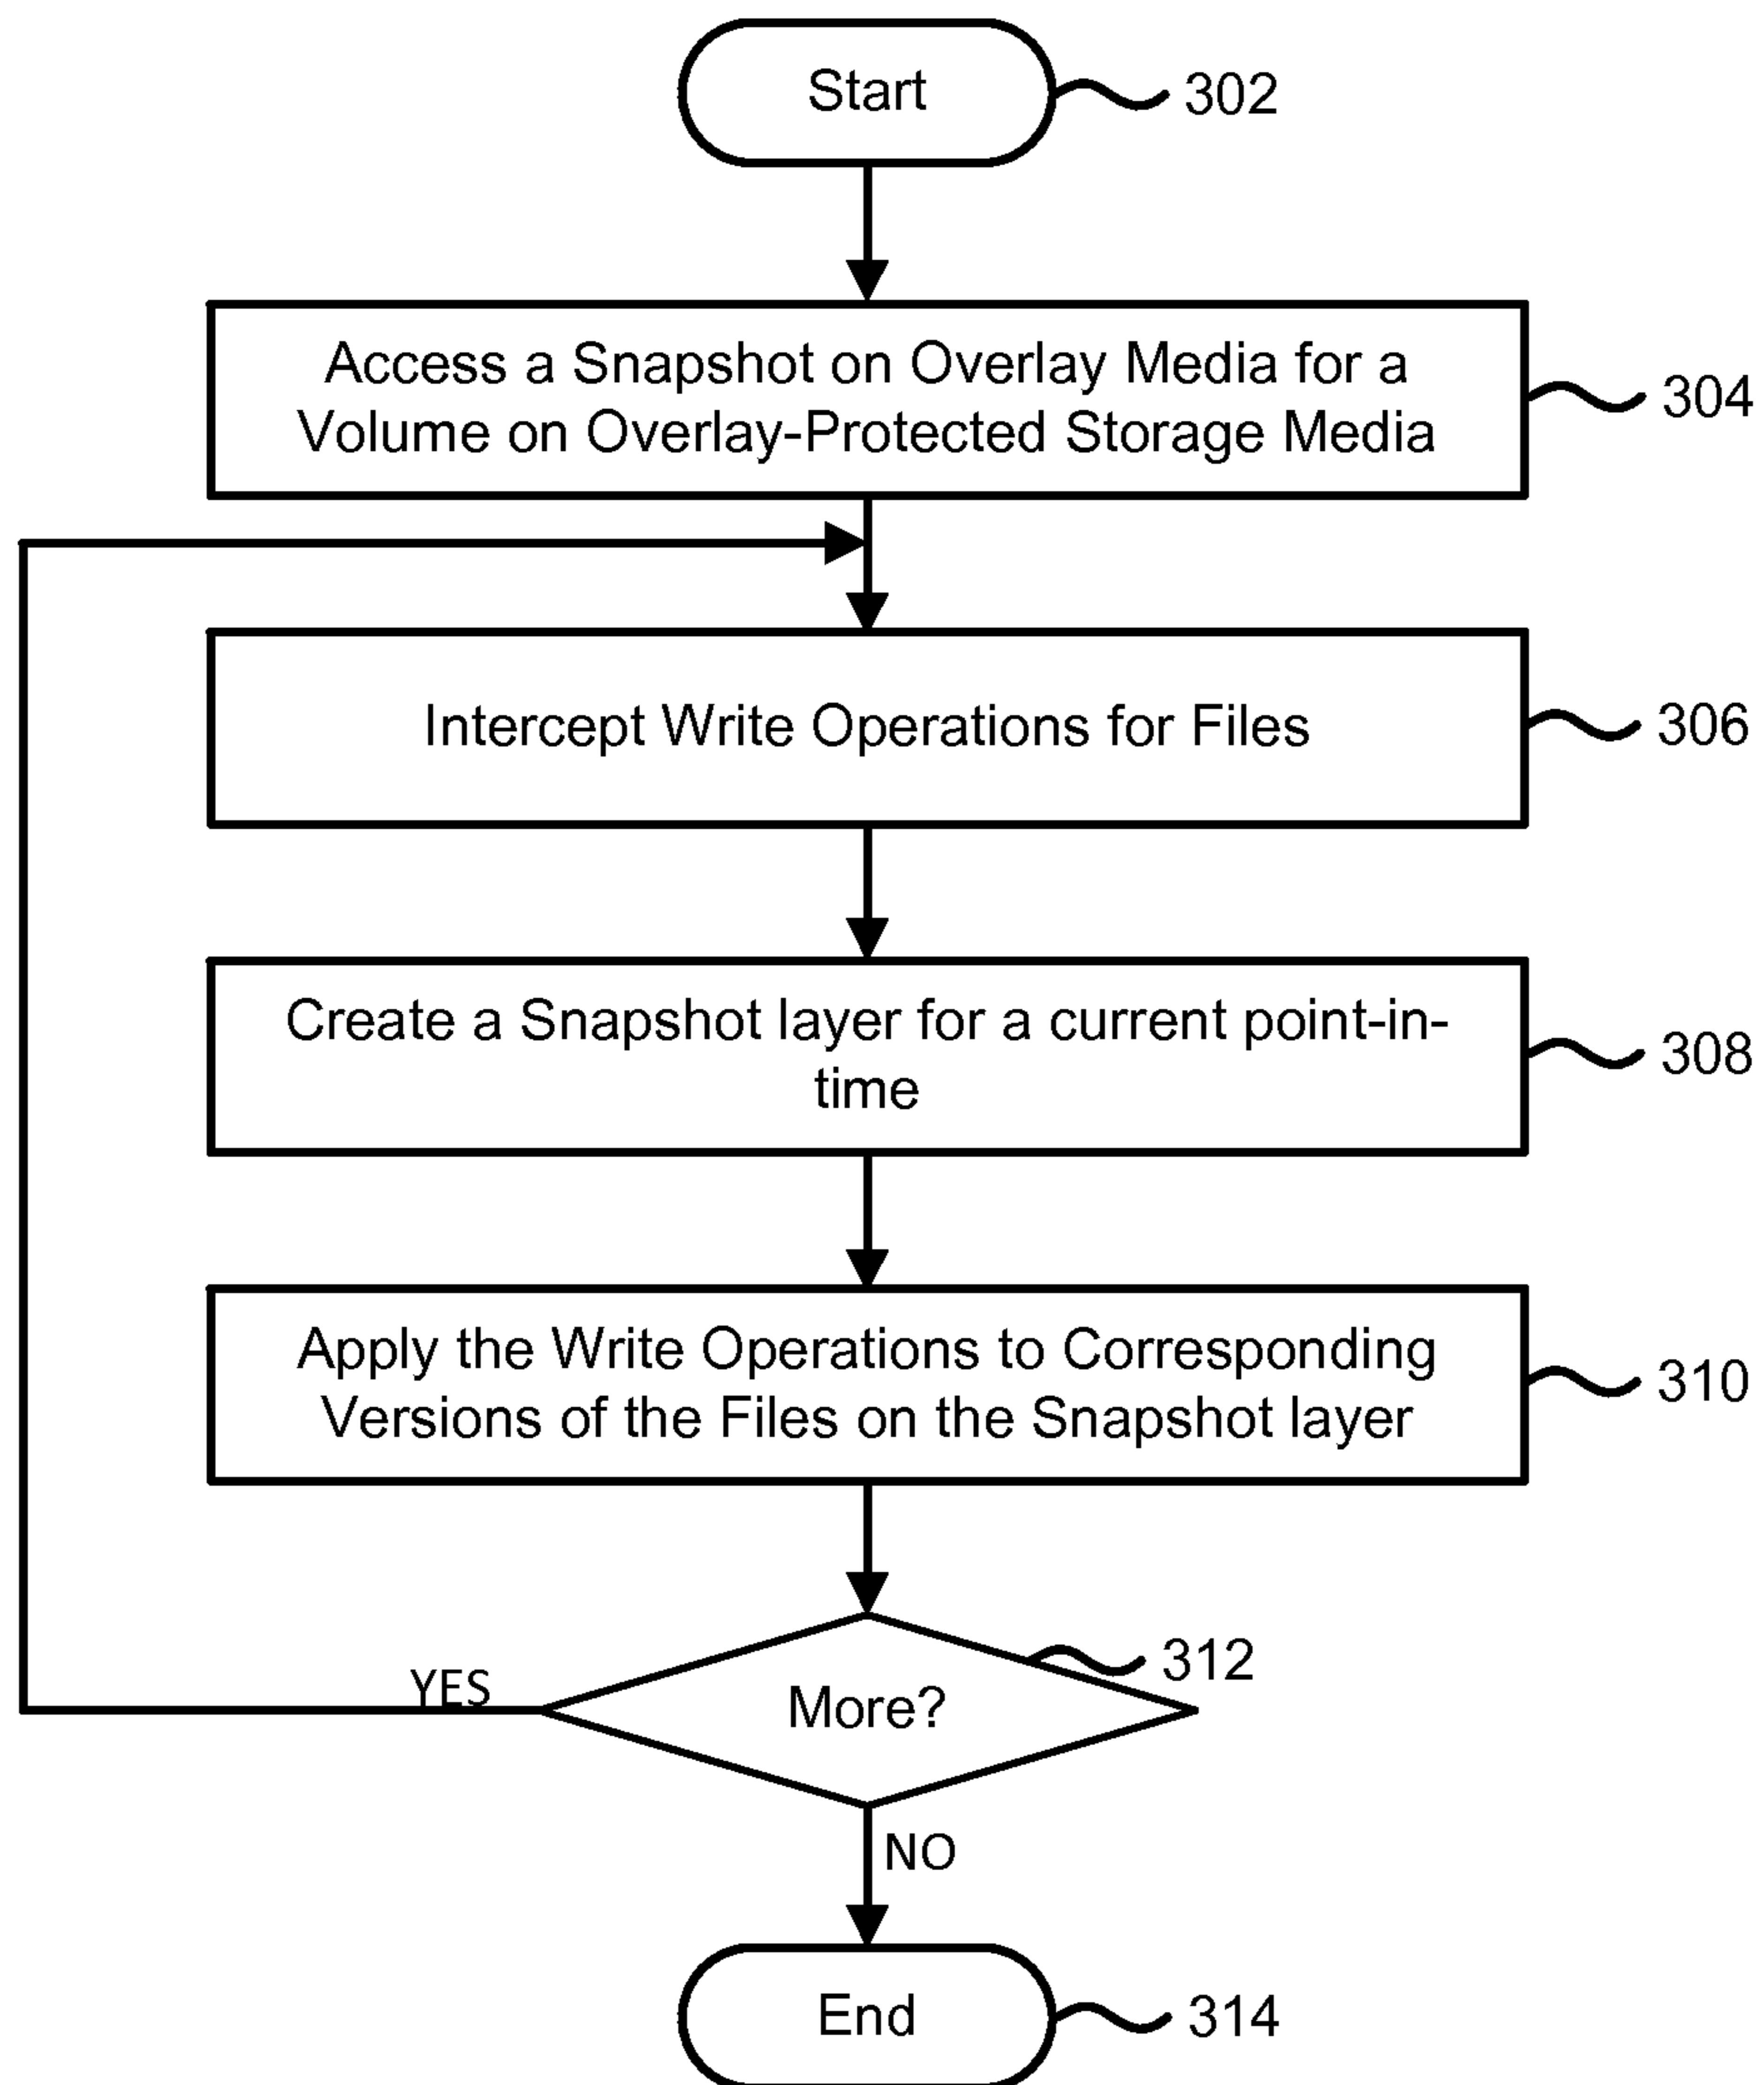 Start
302
Access a Snapshot on Overlay Media for a
Volume on Overlay-Protected Storage Media
304
Intercept Write Operations for Files
306
Create a Snapshot layer for a current point-in-
time
308
Apply the Write Operations to Corresponding
Versions of the Files on the Snapshot layer
310
312
YES
More?
NO
End
314